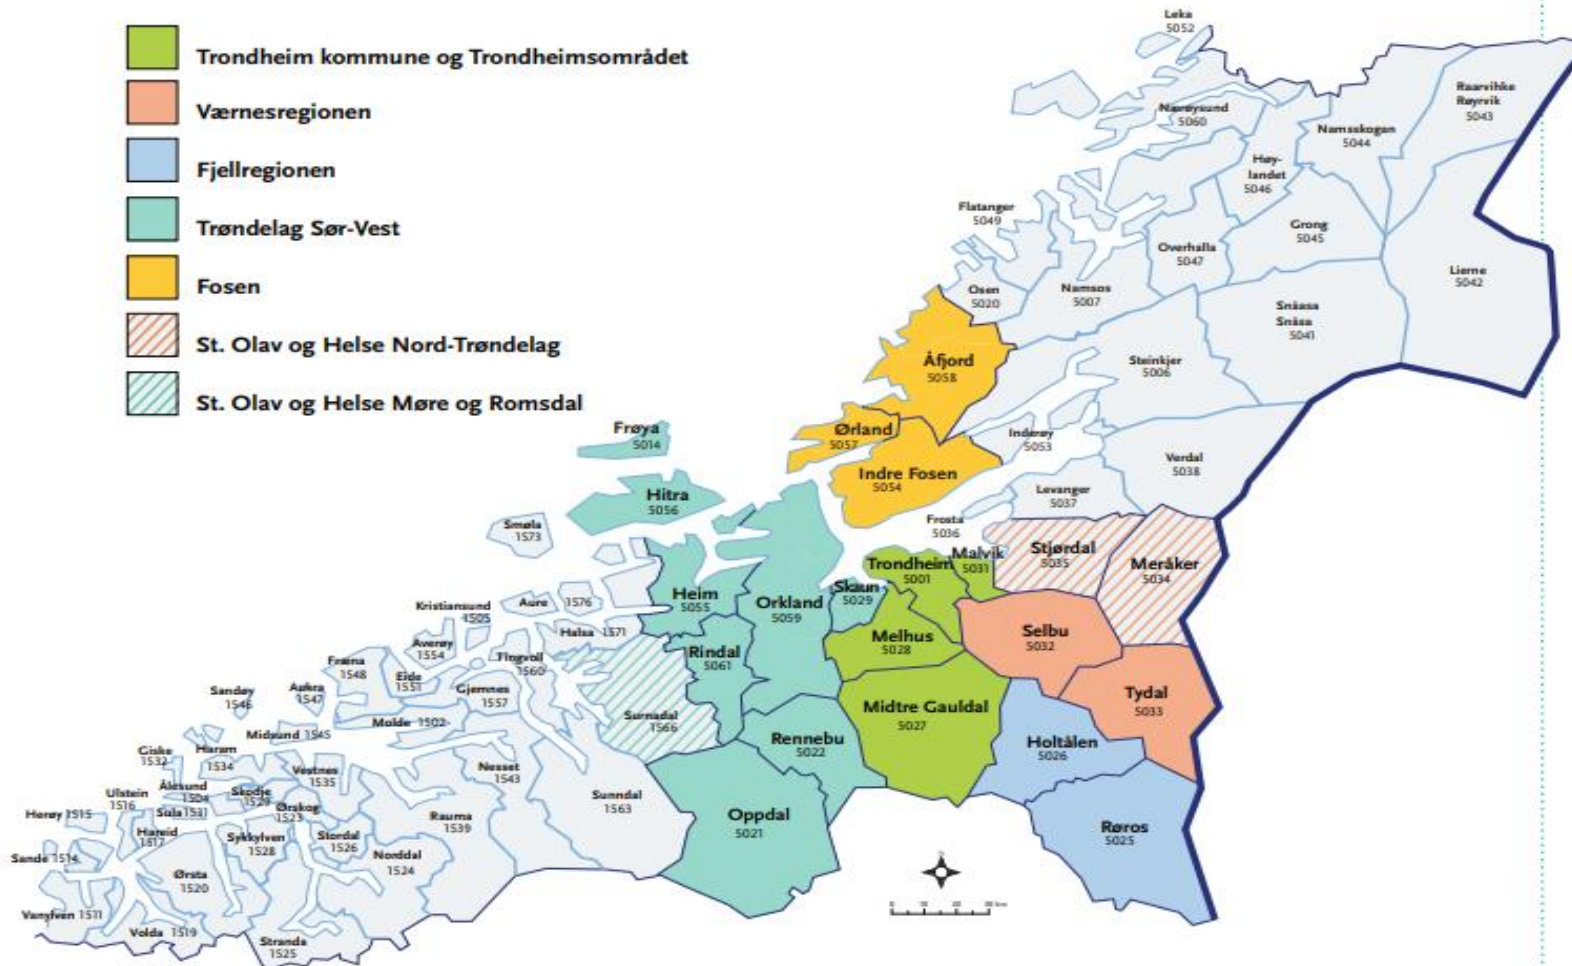 Trondheim kommune og Trondheimsområdet
Værnesregionen
Fjellregionen
Trøndelag Sør-Vest
Fosen
St. Olav og Helse Nord-Trøndelag
St. Olav og Helse Møre og Romsdal
Leka
5052
Nærøysund
5060
Raarvihke
Røyrvik
5043
Namsskogan
5044
Høy-
landet
5046
Flatanger
5049
Grong
5045
Overhalla
5047
Lierne
5042
Osen
5020
Namsos
5007
Snåasa
Snåsa
5041
Åfjord
5058
Steinkjer
5006
Frøya
5014
Ørland
5057
Inderøy
5053
Verdal
5038
Indre Fosen
5054
Hitra
5056
Levanger
5037
Smøla
1573
Frosta
5036
Stjørdal
5035
Meråker
5034
Malvik
5031
Trondheim
5001
Skaun
5029
Heim
5055
Orkland
5059
Kristiansund
1505
Aure 1576
Halsa 1571
Averøy
1554
Melhus
5028
Selbu
5032
Rindal
5061
Tingvoll
1560
Fræna
1548
Eide
1551
Gjemnes
1557
Sandøy
1546
Aukra
1547
Tydal
5033
Midtre Gauldal
5027
Surnadal
1566
Molde 1502
Midsund 1545
Rennebu
5022
Holtålen
5026
Giske
1532
Haram
1534
Vestnes
1535
Nesset
1543
Sunndal
1563
Ulstein
1516
Ålesund
1504
Skodje
1529
Ørskog
1523
Herøy 1515
Sula 1531
Hareid
1517
Sykkylven
1528
Stordal
1526
Rauma
1539
Oppdal
5021
Røros
5025
Sande 1514
Norddal
1524
Ørsta
1520
Vanylven 1511
Volda 1519
Stranda
1525
0 10 20 30 km